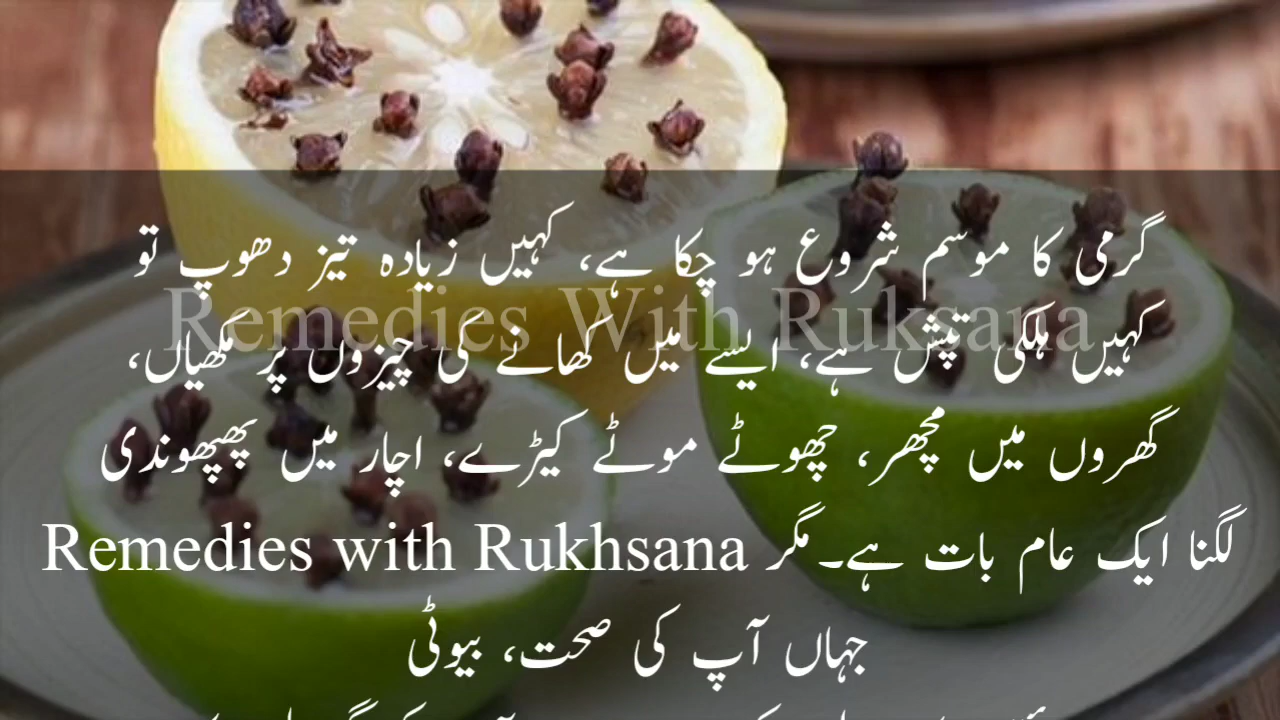 گرمی کا موسم شروع ہو چکا ہے، کہیں زیادہ تیز دھوپ تو
Remedies With Ruksana
کہیں ہلکی تپش ہے، ایسے میں کھانے کی چیزوں پر مکھیاں،
گھروں میں مچھر، چھوٹے موٹے کیڑے، اچار میں پھپھوندی
لگنا ایک عام بات ہے۔ مگر Remedies with Rukhsana
جہاں آپ کی صحت، بیوٹی